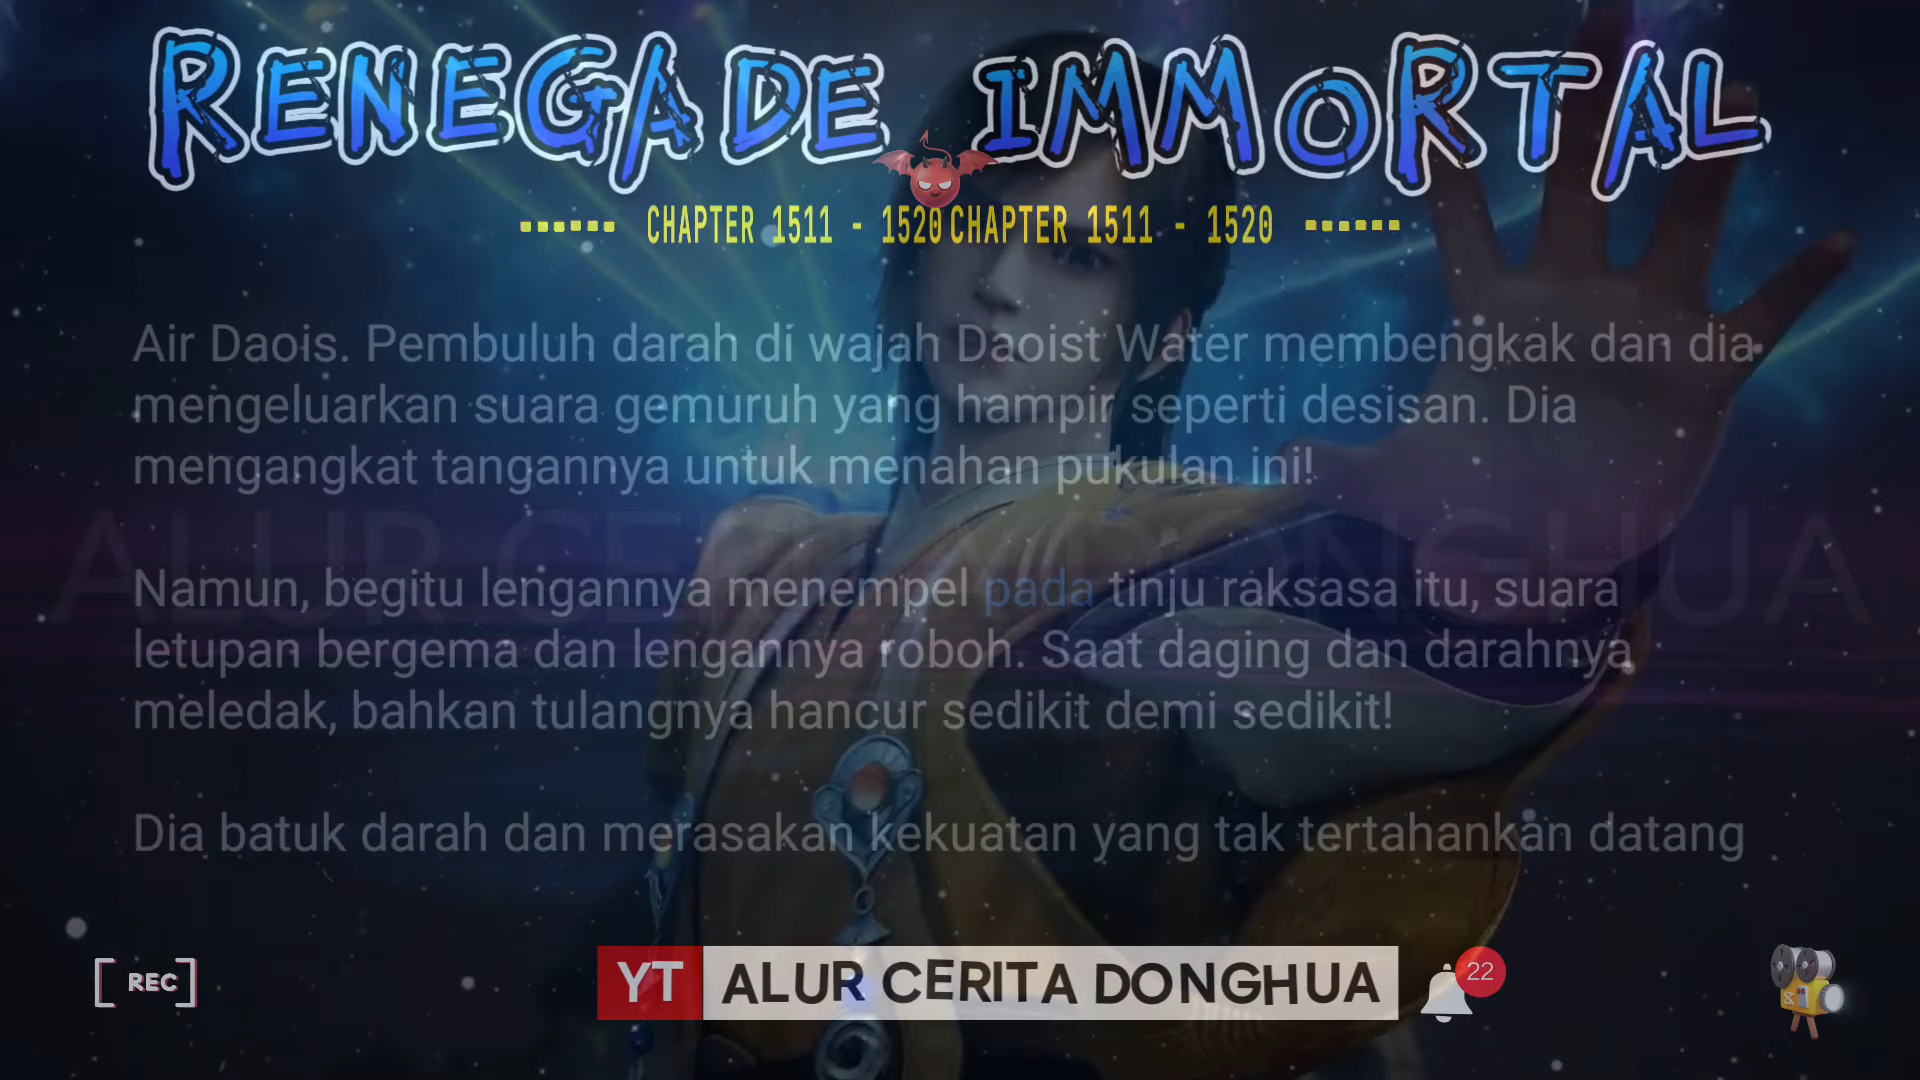 RENEGADE IMMORTAL
CHAPTER 1511 - 1520 CHAPTER 1511 - 1520
Air Daois. Pembuluh darah di wajah Daoist Water membengkak dan dia
mengeluarkan suara gemuruh yang hampir seperti desisan. Dia
mengangkat tangannya untuk menahan pukulan ini!
ALUR CERITA DONGHUA
Namun, begitu lengannya menempel pada tinju raksasa itu, suara
letupan bergema dan lengannya roboh. Saat daging dan darahnya
meledak, bahkan tulangnya hancur sedikit demi sedikit!
Dia batuk darah dan merasakan kekuatan yang tak tertahankan datang
[ REC ]
YT ALUR CERITA DONGHUA 22